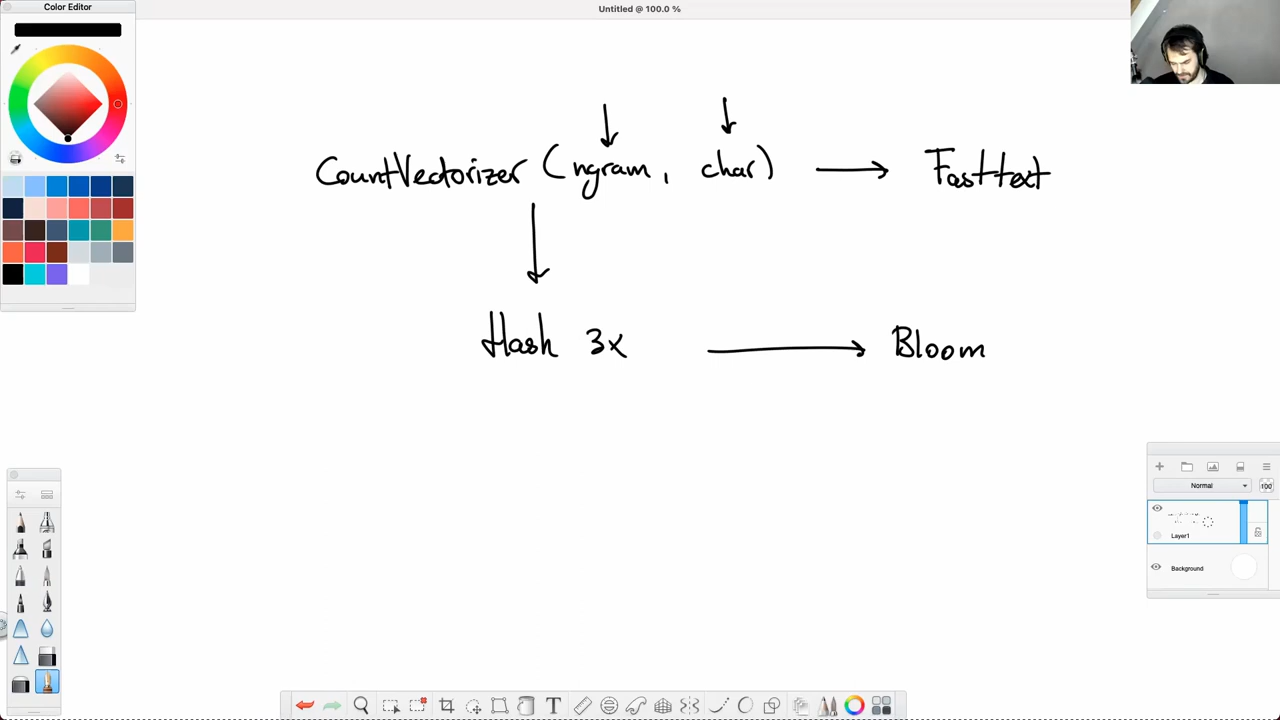 Color Editor
Untitled @ 100.0 %
CountVectorizer (ngram, char) → Fasttext
Hash 3x → Bloom
Normal
100
Layer1
Background
T